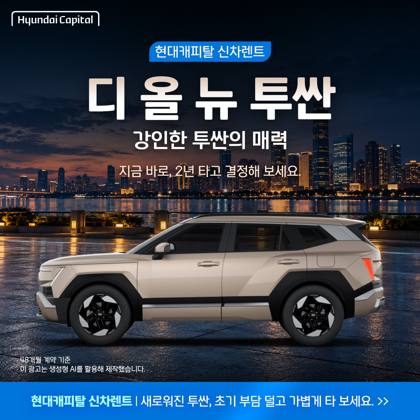 Hyundai Capital
현대캐피탈 신차렌트
디 올 뉴 투싼
강인한 투싼의 매력
지금 바로, 2년 타고 결정해 보세요.
48개월 계약 기준
이 광고는 생성형 AI를 활용해 제작했습니다.
현대캐피탈 신차렌트 | 새로워진 투싼, 초기 부담 덜고 가볍게 타 보세요. >>